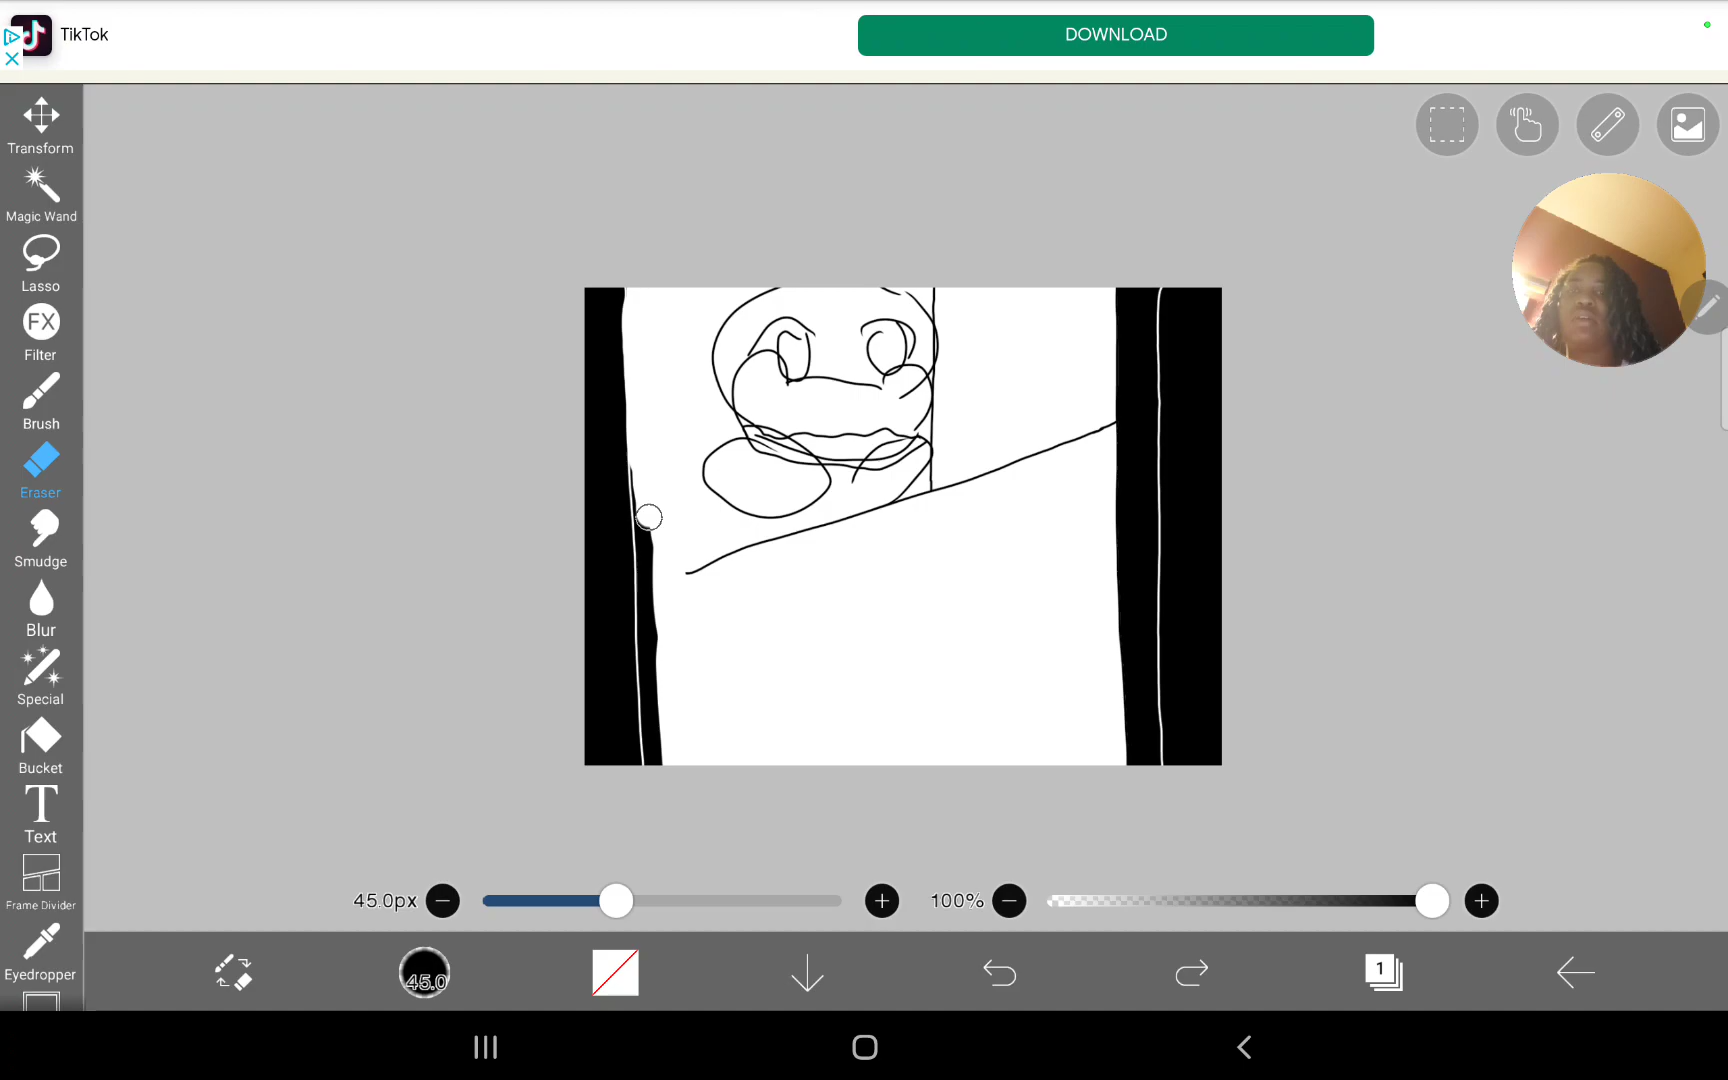 TikTok
DOWNLOAD
Transform
Magic Wand
Lasso
FX
Filter
Brush
Eraser
Smudge
Blur
Special
Bucket
T
Text
Frame Divider
Eyedropper
45.0px
100%
45.0
1